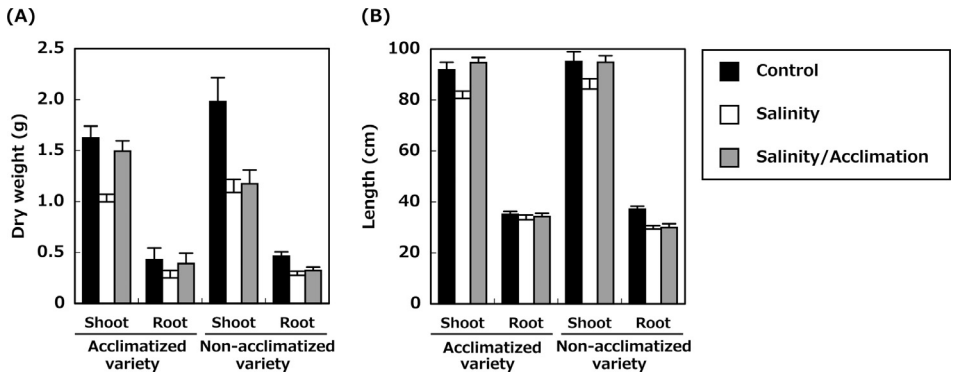 (A)
Dry weight (g)
2.5
2.0
1.5
1.0
0.5
0
Shoot Root Shoot Root
Acclimatized variety
Non-acclimatized variety
(B)
Length (cm)
100
80
60
40
20
0
Shoot Root Shoot Root
Acclimatized variety
Non-acclimatized variety
Control
Salinity
Salinity/Acclimation